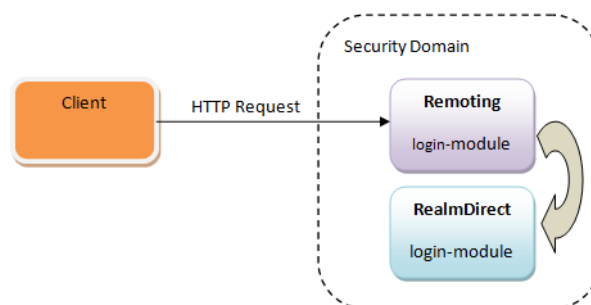 Security Domain
Client
HTTP Request
Remoting
login-module
RealmDirect
login-module